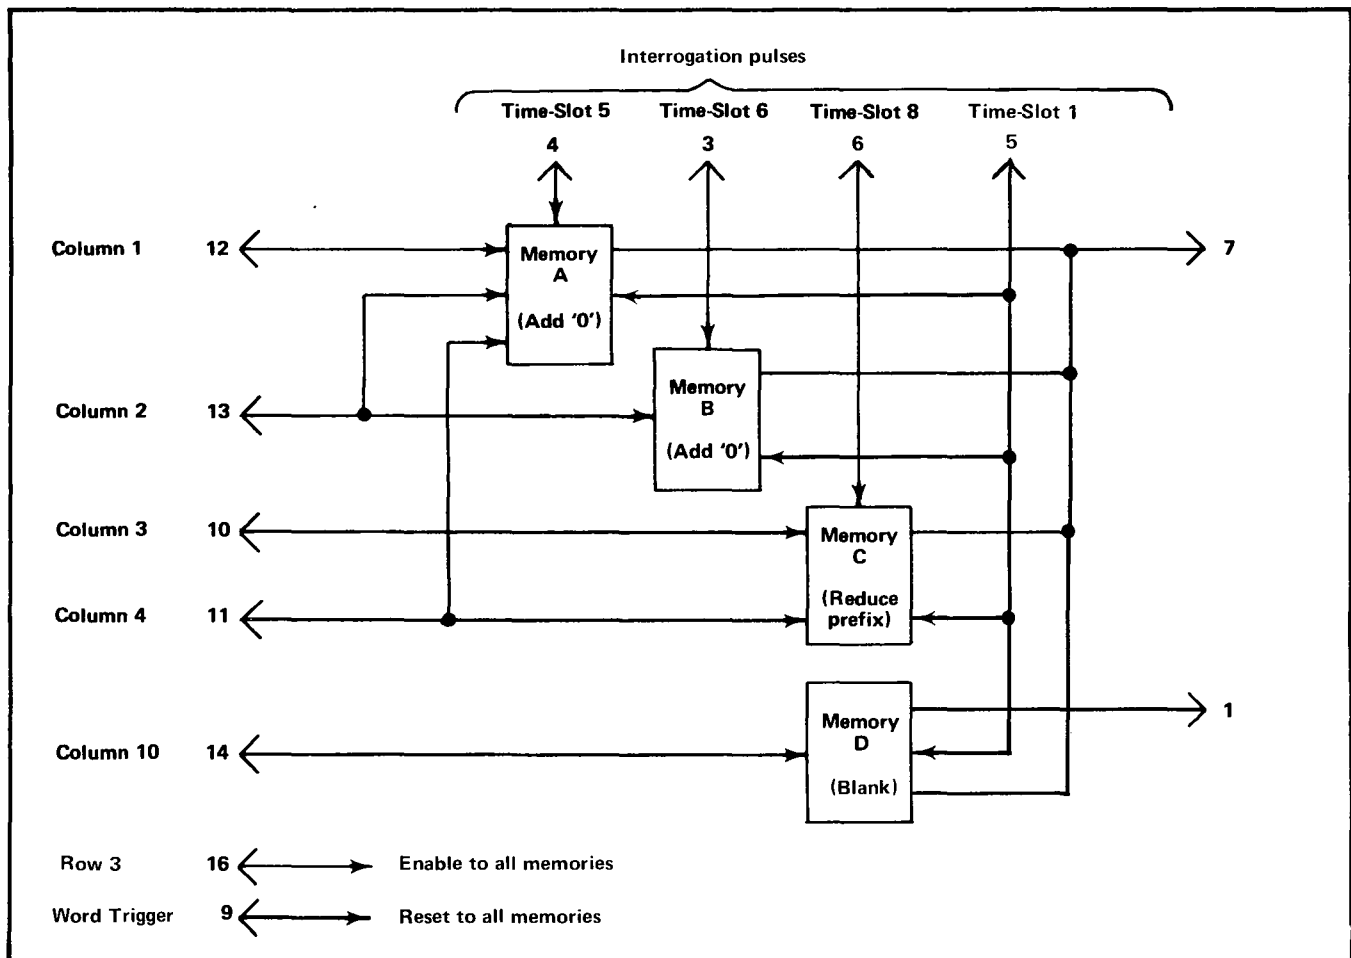 Interrogation pulses
Time-Slot 5 Time-Slot 6 Time-Slot 8 Time-Slot 1
4 3 6 5
Column 1 12
Memory A (Add '0')
7
Column 2 13
Memory B (Add '0')
Column 3 10
Memory C (Reduce prefix)
Column 4 11
Memory D (Blank)
1
Column 10 14
Row 3 16 Enable to all memories
Word Trigger 9 Reset to all memories